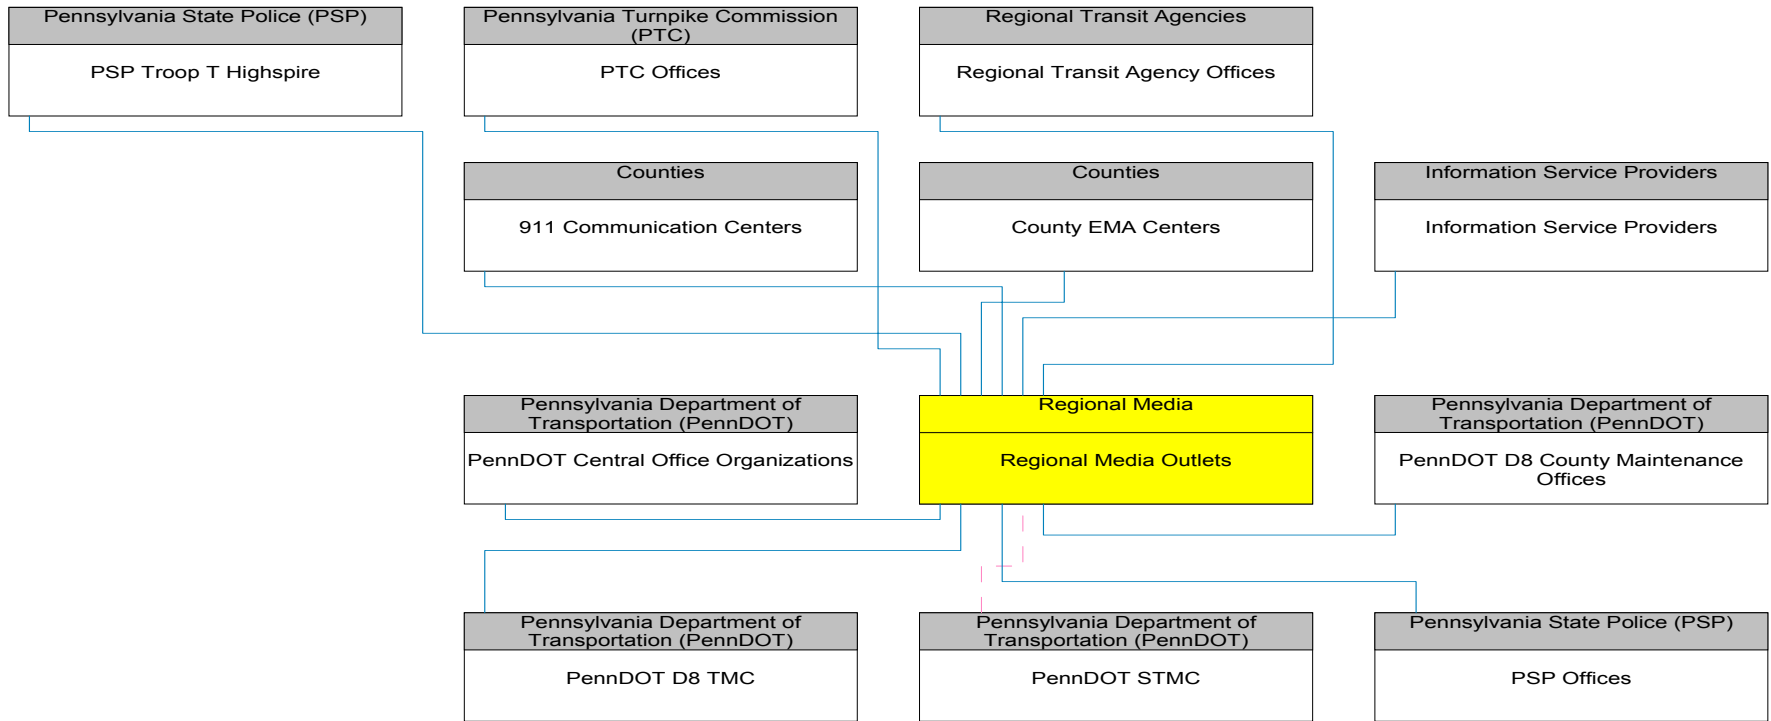 Pennsylvania State Police (PSP)
PSP Troop T Highspire
Pennsylvania Turnpike Commission
(PTC)
PTC Offices
Regional Transit Agencies
Regional Transit Agency Offices
Counties
911 Communication Centers
Counties
County EMA Centers
Information Service Providers
Information Service Providers
Pennsylvania Department of
Transportation (PennDOT)
PennDOT Central Office Organizations
Regional Media
Regional Media Outlets
Pennsylvania Department of
Transportation (PennDOT)
PennDOT D8 County Maintenance
Offices
Pennsylvania Department of
Transportation (PennDOT)
PennDOT D8 TMC
Pennsylvania Department of
Transportation (PennDOT)
PennDOT STMC
Pennsylvania State Police (PSP)
PSP Offices